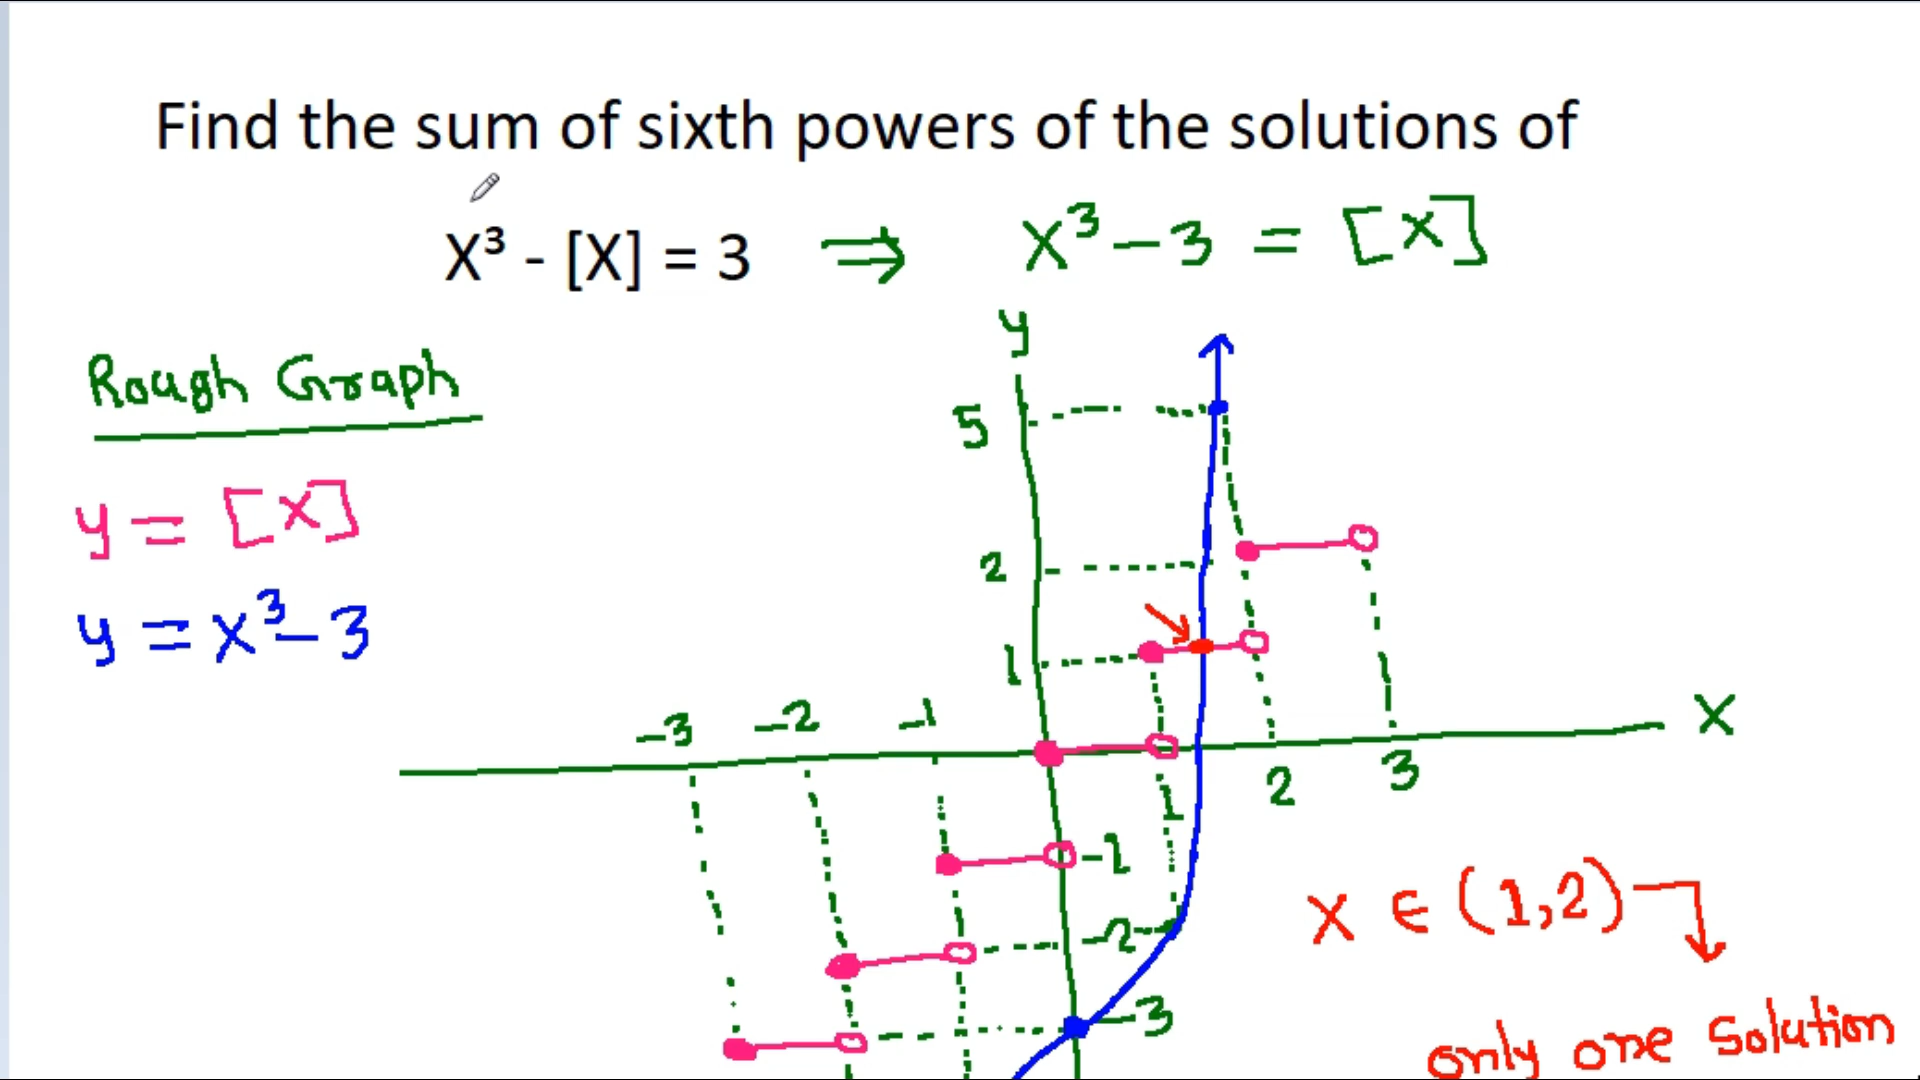 Find the sum of sixth powers of the solutions of
X³ - [X] = 3 ⇒ x³ - 3 = [x]
Rough Graph
y = [x]
y = x³ - 3
y
5
2
1
-3 -2 -1
x
1 2 3
-1
-2
-3
x ∈ (1,2)
only one solution